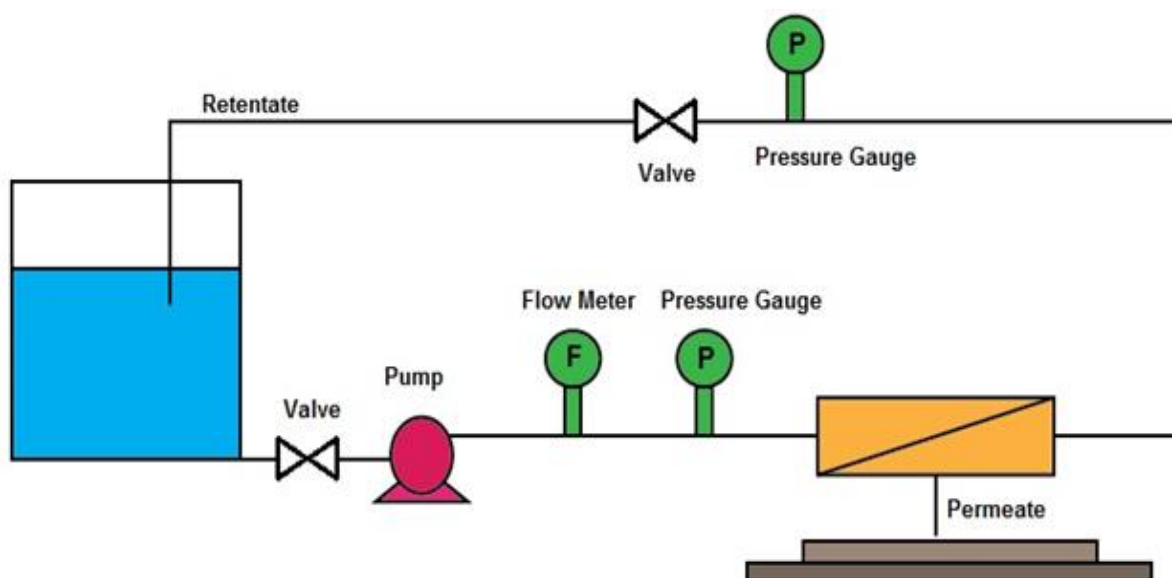 P
Retentate
Valve
Pressure Gauge
Flow Meter
Pressure Gauge
F
P
Pump
Valve
Permeate